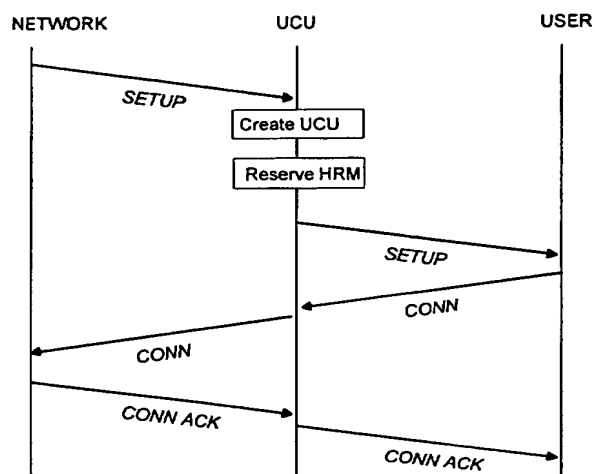 NETWORK UCU USER
SETUP
Create UCU
Reserve HRM
SETUP
CONN
CONN
CONN ACK
CONN ACK